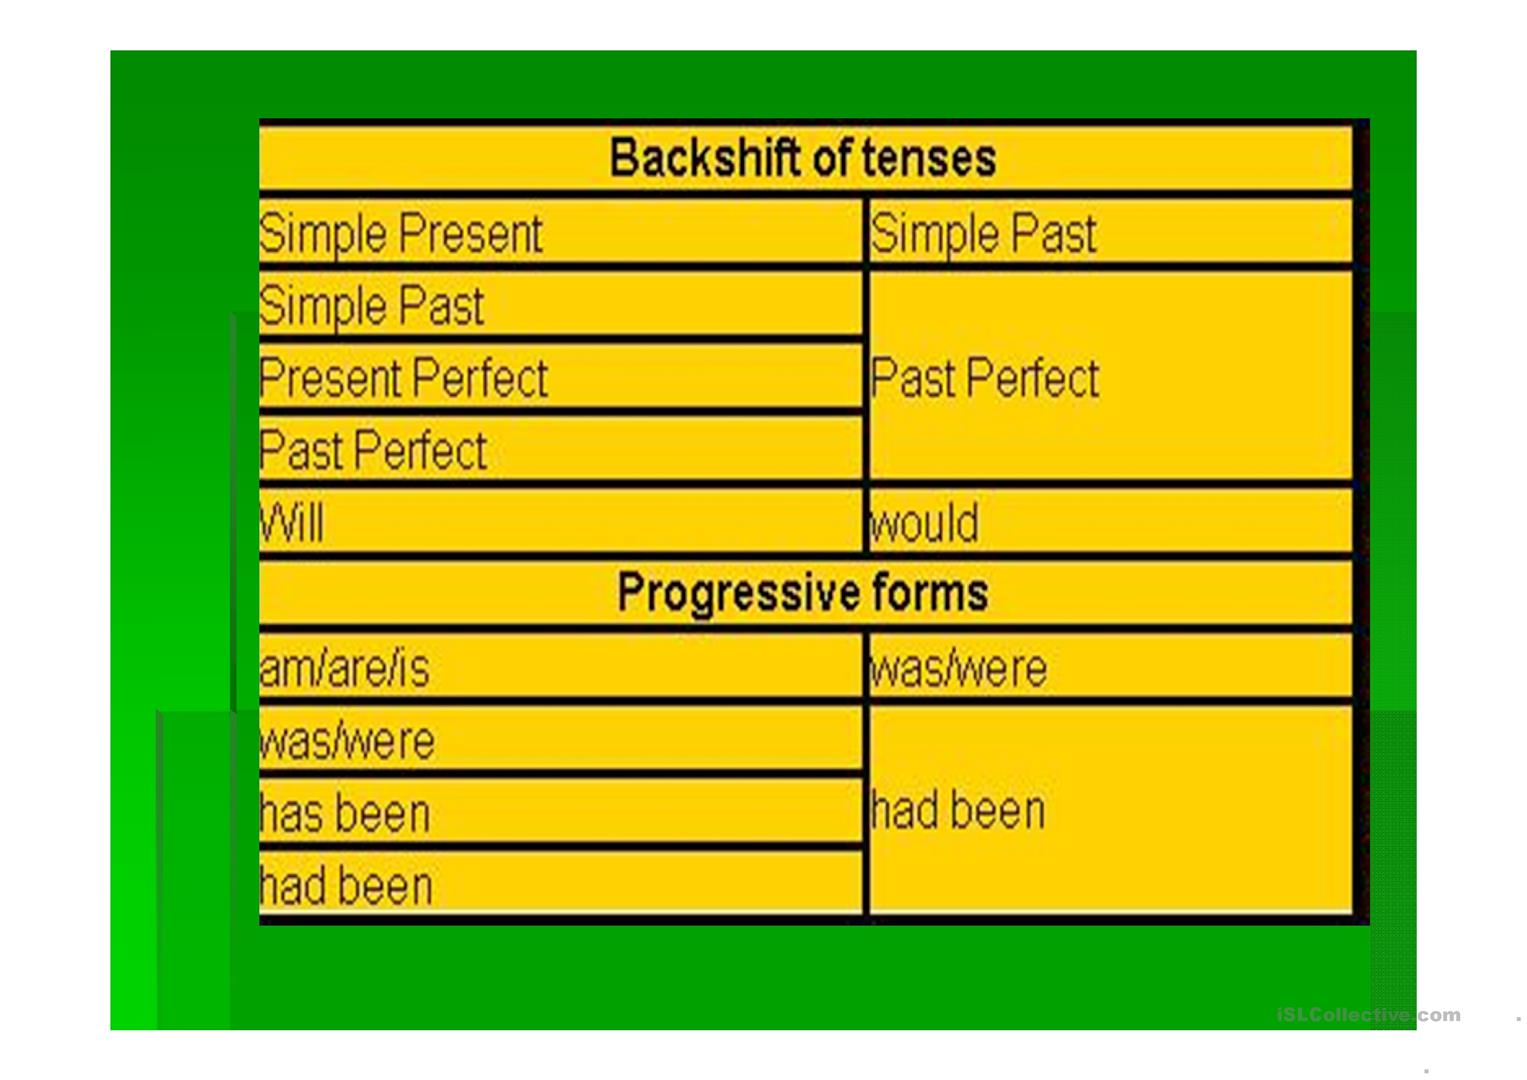 Backshift of tenses
Simple Present
Simple Past
Simple Past
Present Perfect
Past Perfect
Past Perfect
Will
would
Progressive forms
am/are/is
was/were
was/were
has been
had been
had been
iSLCollective.com